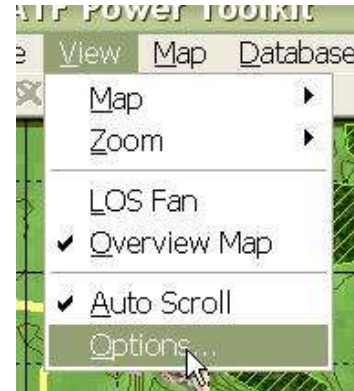 ATF Power Toolkit
View Map Database
Map
Zoom
LOS Fan
Overview Map
Auto Scroll
Options...